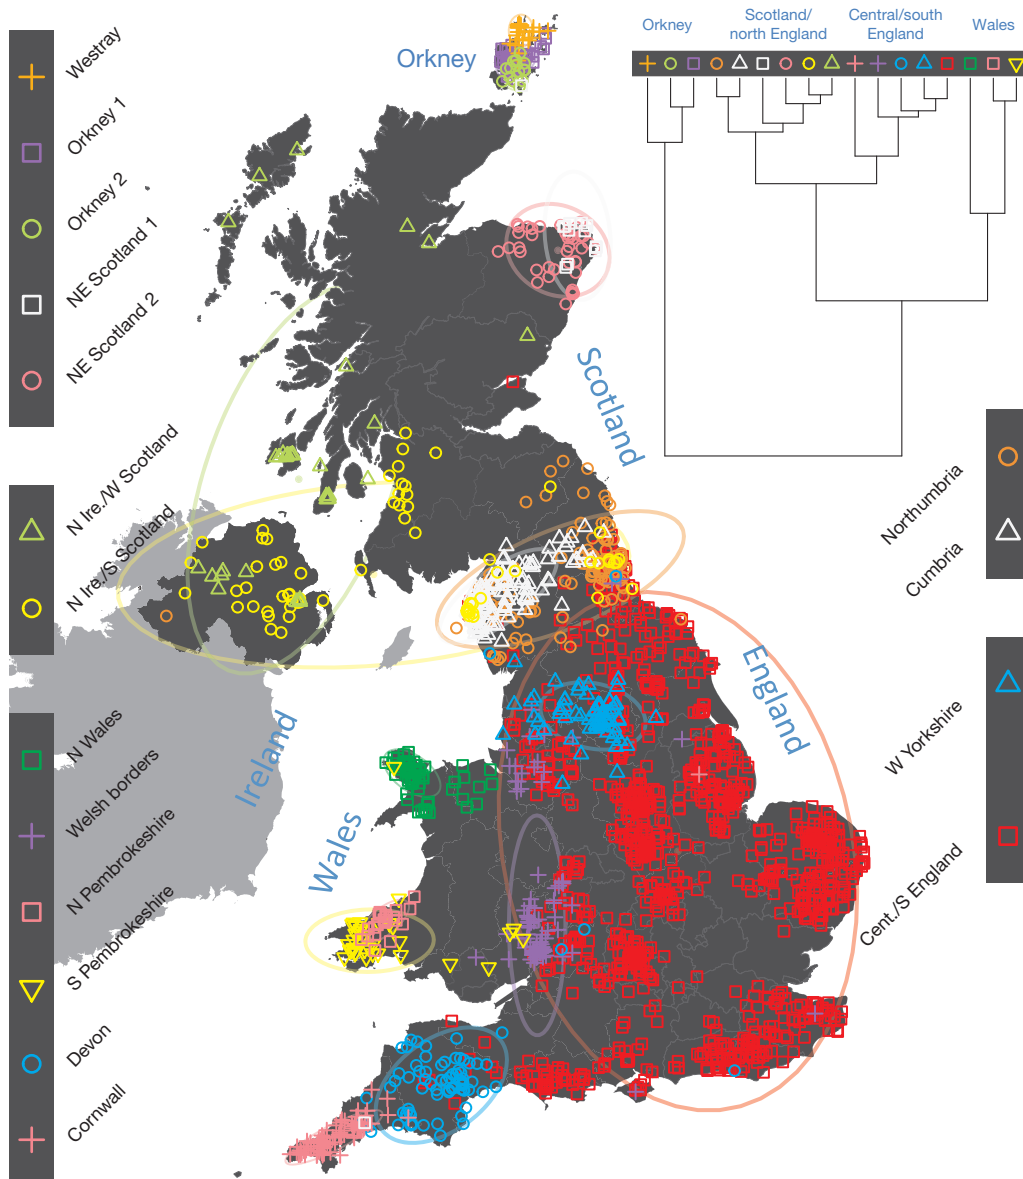 Orkney
Scotland/
north England
Central/south
England
Wales
Westray
Orkney 1
Orkney 2
NE Scotland 1
NE Scotland 2
N Ire./W Scotland
N Ire./S Scotland
N Wales
Welsh borders
N Pembrokeshire
S Pembrokeshire
Devon
Cornwall
Orkney
Scotland
Ireland
Wales
England
Northumbria
Cumbria
W Yorkshire
Cent./S England